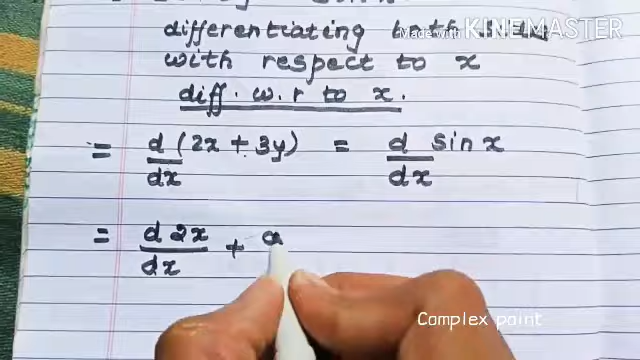 differentiating both sides
with respect to x
diff. w.r to x.
= d/dx (2x + 3y) = d/dx sin x
= d 2x/dx + d
Made with KINEMASTER
Complex point